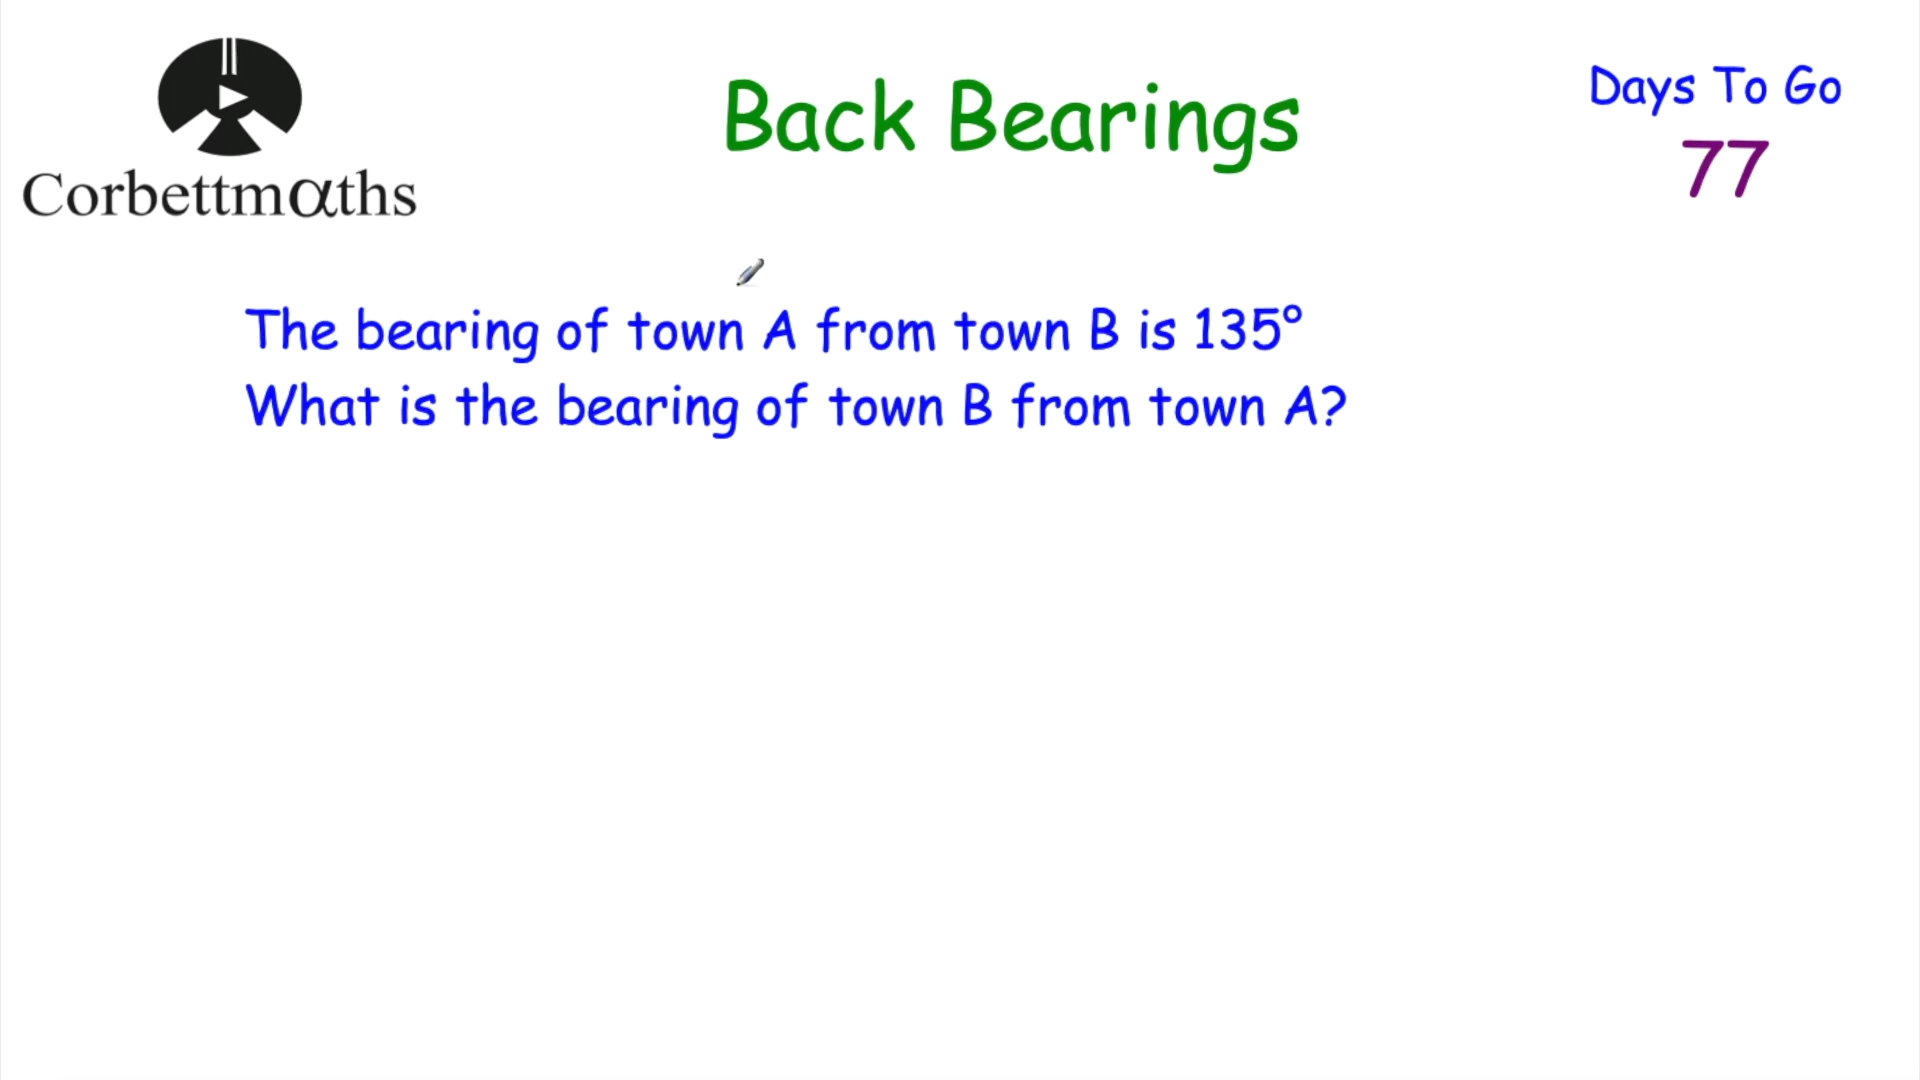 Corbettmαths
Back Bearings
Days To Go
77
The bearing of town A from town B is 135°
What is the bearing of town B from town A?